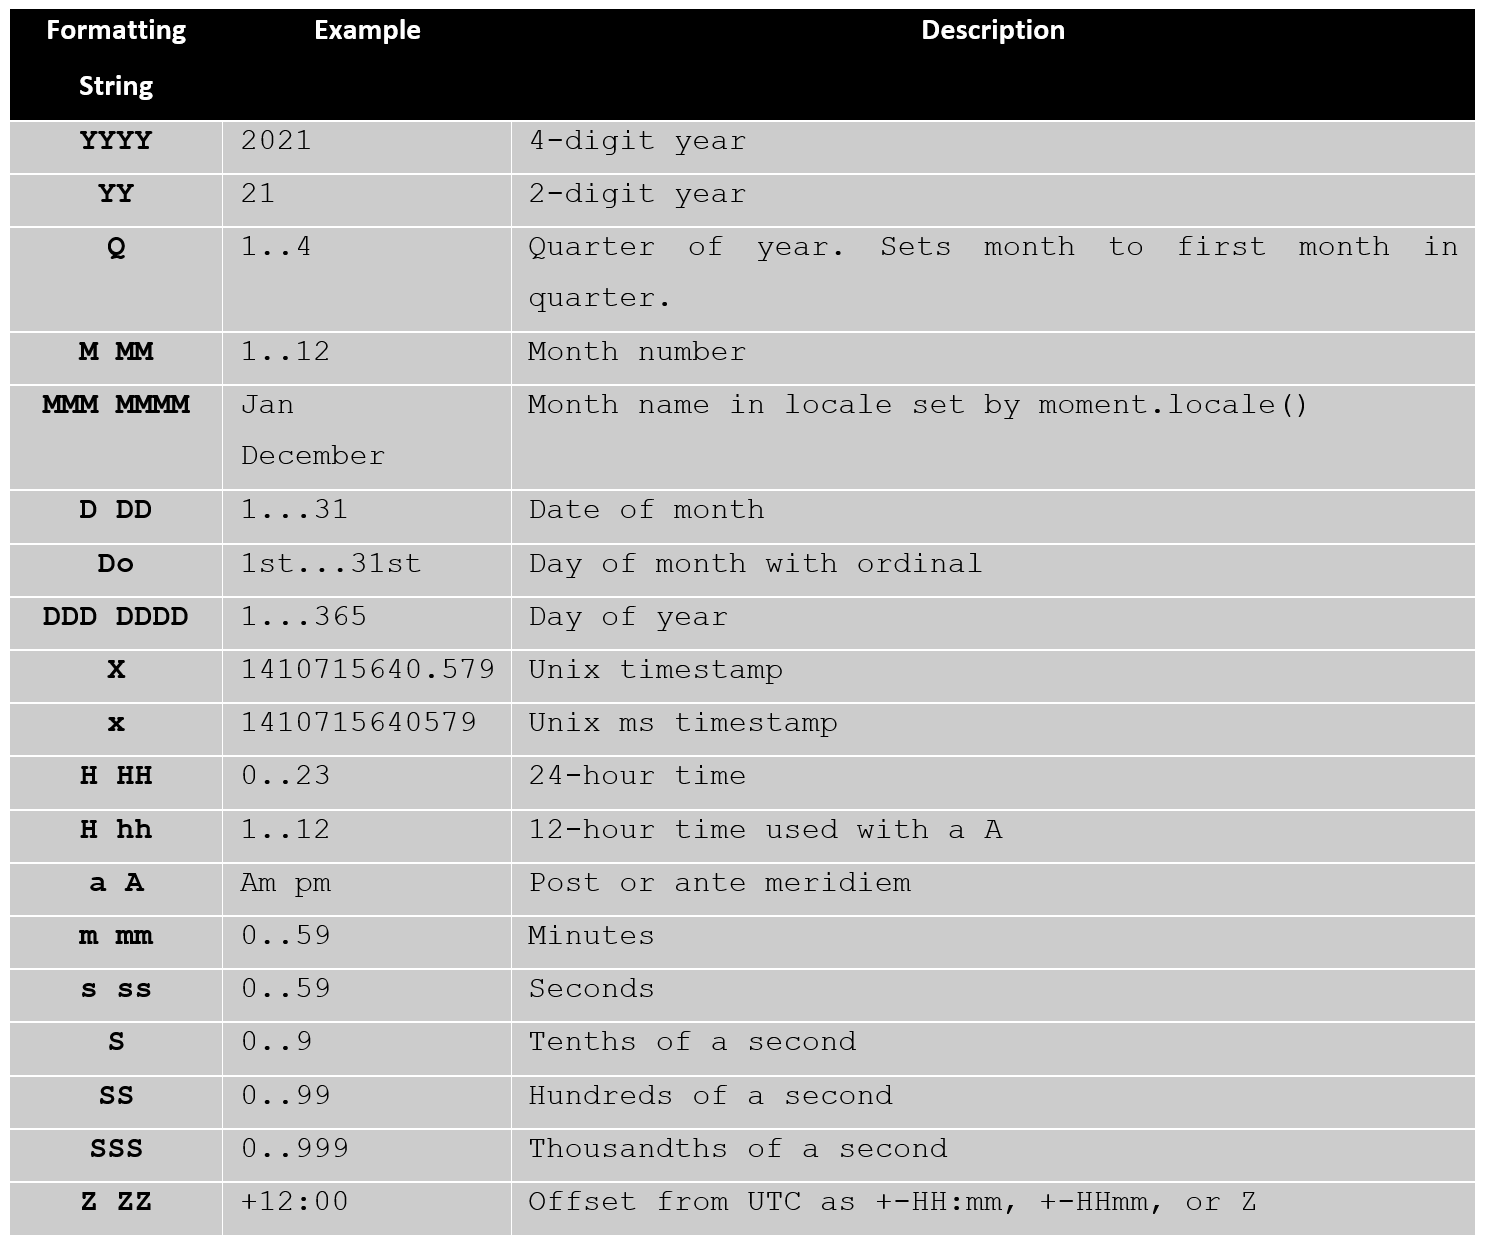 Formatting Example Description
String
YYYY 2021 4-digit year
YY 21 2-digit year
Q 1..4 Quarter of year. Sets month to first month in
quarter.
M MM 1..12 Month number
MMM MMMM Jan Month name in locale set by moment.locale()
December
D DD 1...31 Date of month
Do 1st...31st Day of month with ordinal
DDD DDDD 1...365 Day of year
X 1410715640.579 Unix timestamp
x 1410715640579 Unix ms timestamp
H HH 0..23 24-hour time
H hh 1..12 12-hour time used with a A
a A Am pm Post or ante meridiem
m mm 0..59 Minutes
s ss 0..59 Seconds
S 0..9 Tenths of a second
SS 0..99 Hundreds of a second
SSS 0..999 Thousandths of a second
Z ZZ +12:00 Offset from UTC as +-HH:mm, +-HHmm, or Z